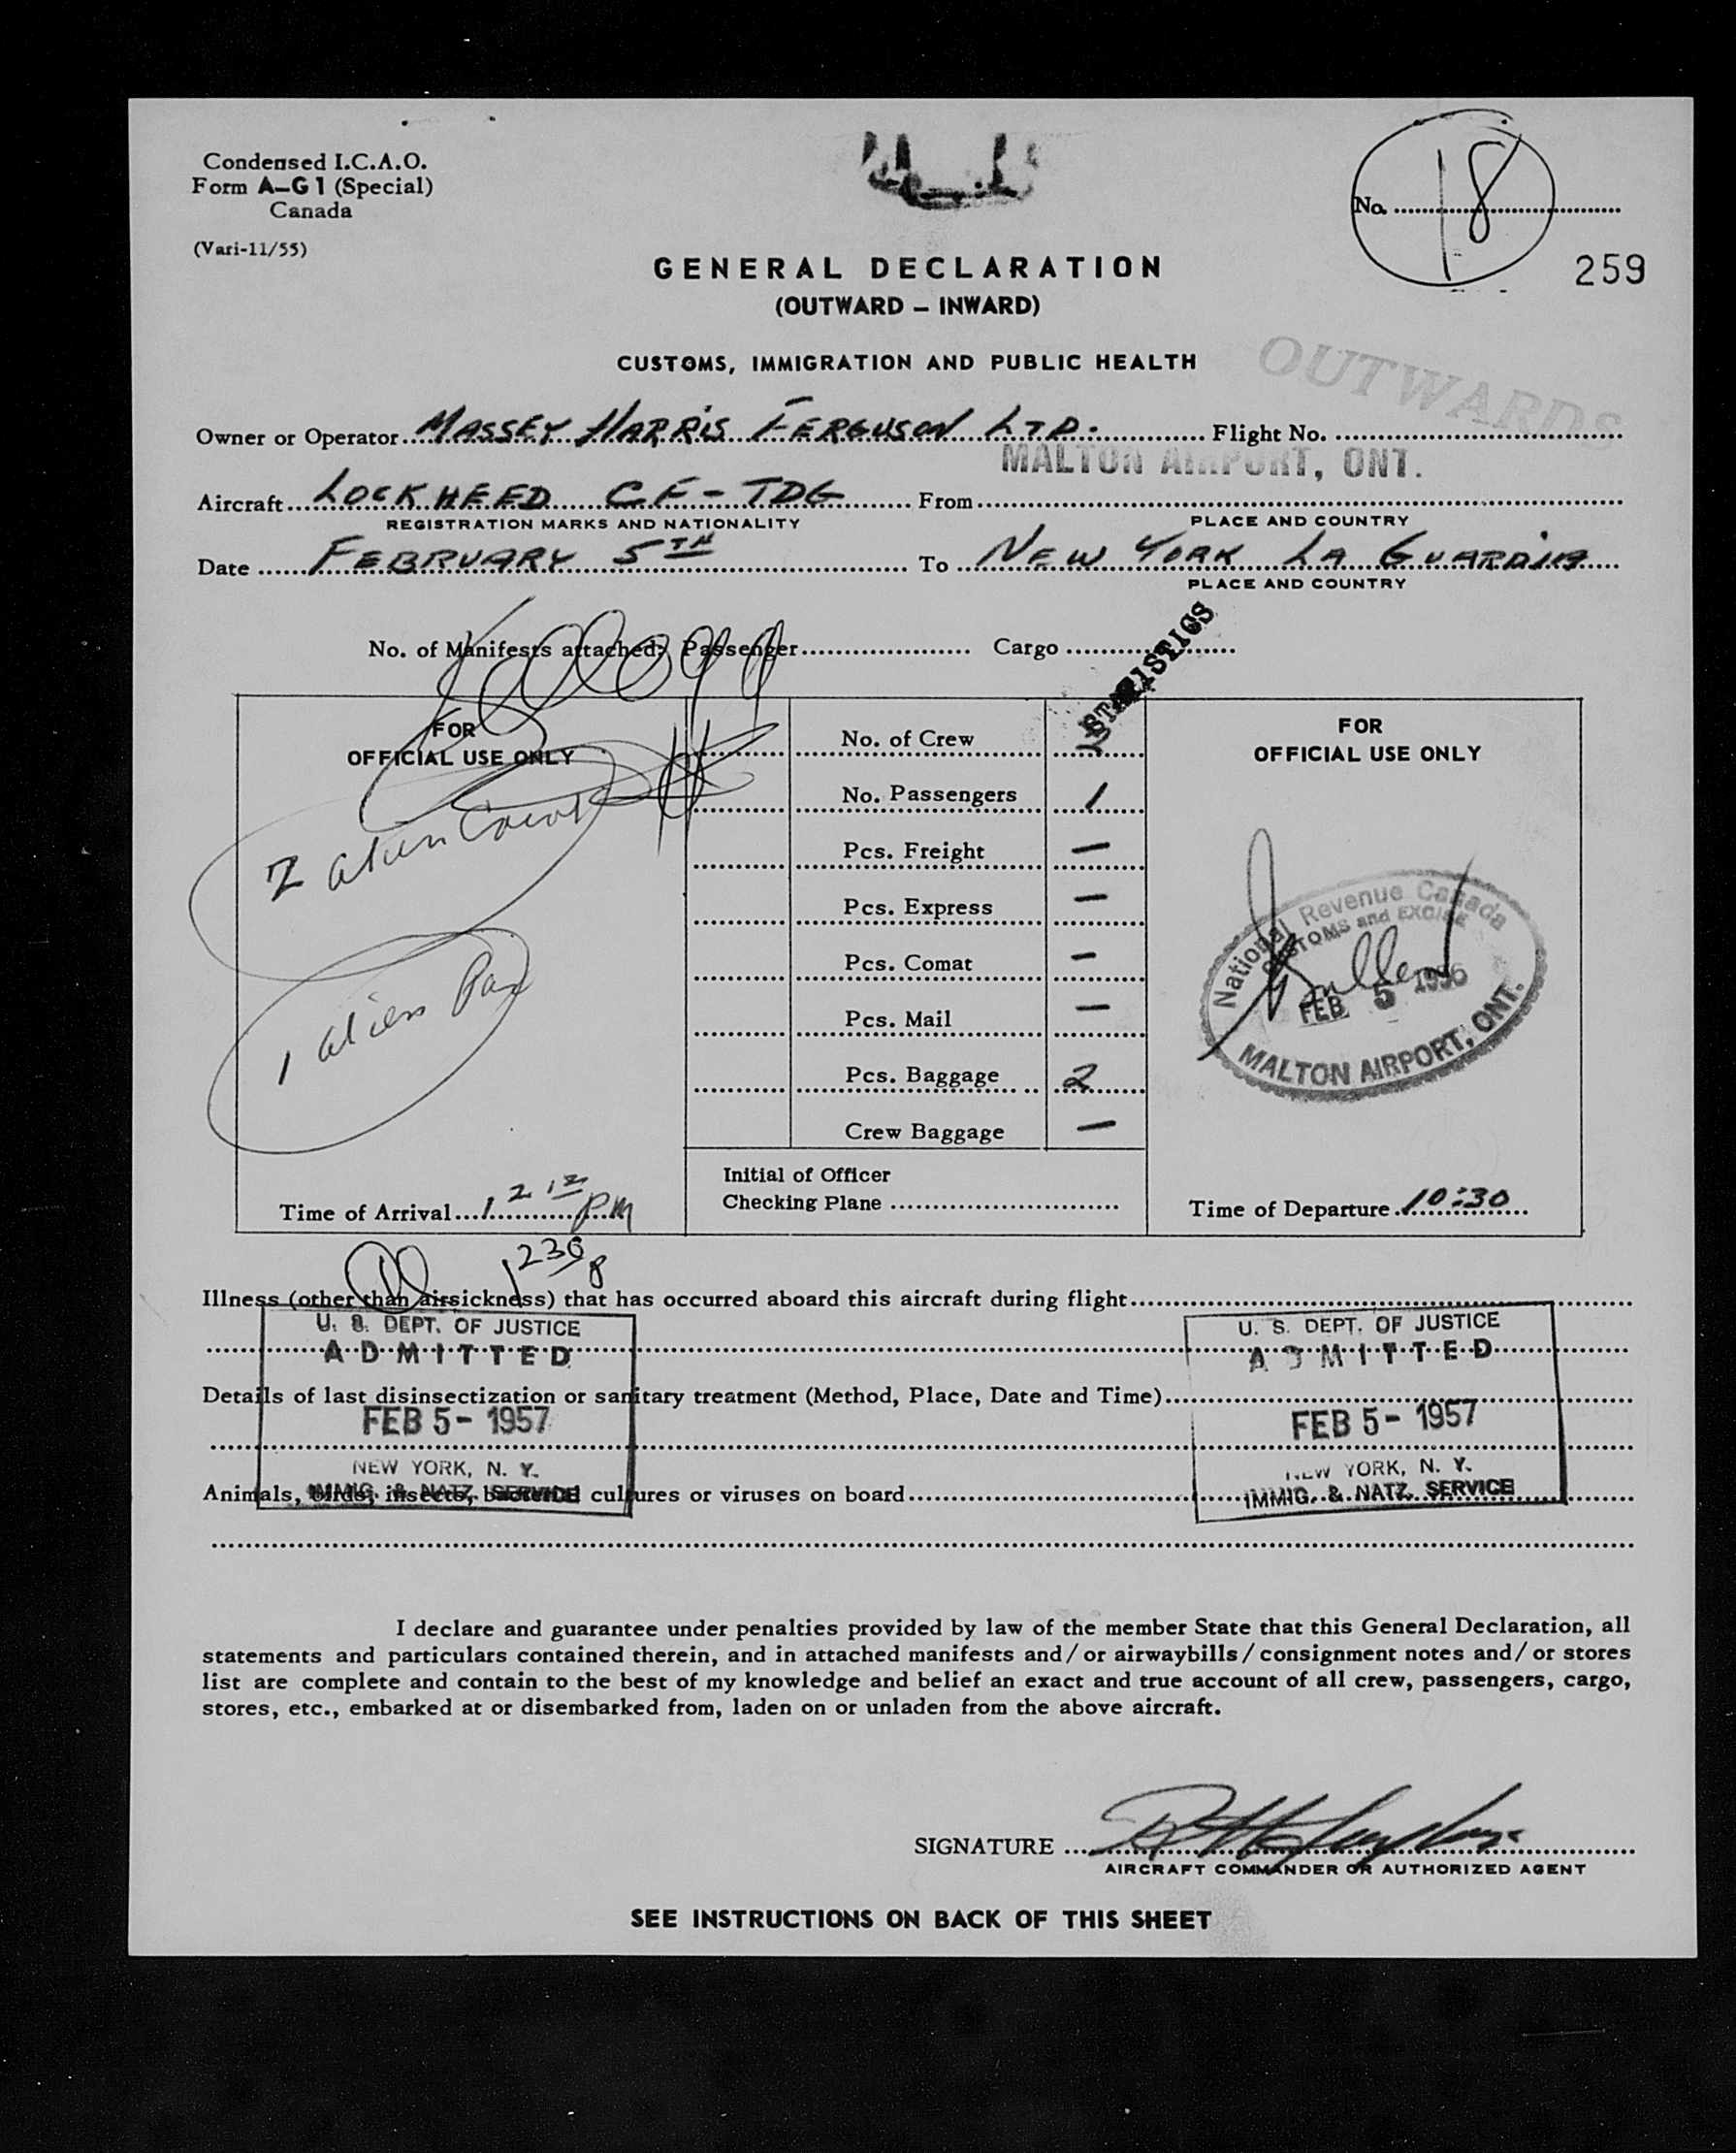 Condensed I.C.A.O.
Form A-G1 (Special)
Canada
(Vari-11/55)
No. 18
259
GENERAL DECLARATION
(OUTWARD – INWARD)
CUSTOMS, IMMIGRATION AND PUBLIC HEALTH
OUTWARDS
Owner or Operator MASSEY HARRIS FERGUSON LTD. Flight No.
MALTON AIRPORT, ONT.
Aircraft LOCKHEED CF-TDG From
REGISTRATION MARKS AND NATIONALITY PLACE AND COUNTRY
Date FEBRUARY 5TH To NEW YORK LA GUARDIA
PLACE AND COUNTRY
No. of Manifests attached: Passenger Cargo
STATISTICS
Kellogg
FOR
OFFICIAL USE ONLY
2 alien
1 alien Pax
Time of Arrival 12 12 PM
1230 P
No. of Crew 2
No. Passengers 1
Pcs. Freight —
Pcs. Express —
Pcs. Comat —
Pcs. Mail —
Pcs. Baggage 2
Crew Baggage —
Initial of Officer
Checking Plane
FOR
OFFICIAL USE ONLY
National Revenue Canada
CUSTOMS and EXCISE
FEB 5 1956
MALTON AIRPORT, ONT.
Time of Departure 10:30
Illness (other than airsickness) that has occurred aboard this aircraft during flight
U. S. DEPT. OF JUSTICE
ADMITTED
FEB 5 - 1957
NEW YORK, N. Y.
IMMIG. & NATZ. SERVICE
U. S. DEPT. OF JUSTICE
ADMITTED
FEB 5 - 1957
NEW YORK, N. Y.
IMMIG. & NATZ. SERVICE
Details of last disinsectization or sanitary treatment (Method, Place, Date and Time)
Animals, birds, insects, bacterial cultures or viruses on board
I declare and guarantee under penalties provided by law of the member State that this General Declaration, all
statements and particulars contained therein, and in attached manifests and/or airwaybills/consignment notes and/or stores
list are complete and contain to the best of my knowledge and belief an exact and true account of all crew, passengers, cargo,
stores, etc., embarked at or disembarked from, laden on or unladen from the above aircraft.
SIGNATURE
AIRCRAFT COMMANDER OR AUTHORIZED AGENT
SEE INSTRUCTIONS ON BACK OF THIS SHEET